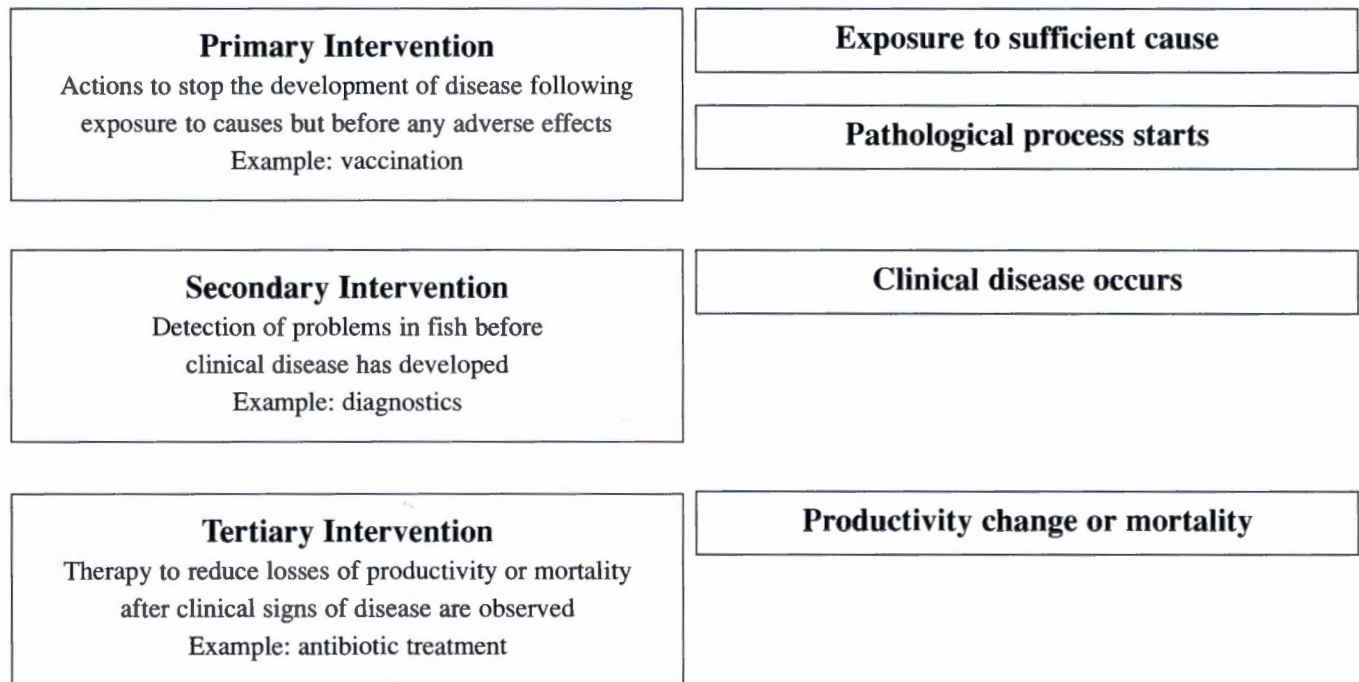 Primary Intervention
Actions to stop the development of disease following
exposure to causes but before any adverse effects
Example: vaccination
Exposure to sufficient cause
Pathological process starts
Secondary Intervention
Detection of problems in fish before
clinical disease has developed
Example: diagnostics
Clinical disease occurs
Tertiary Intervention
Therapy to reduce losses of productivity or mortality
after clinical signs of disease are observed
Example: antibiotic treatment
Productivity change or mortality